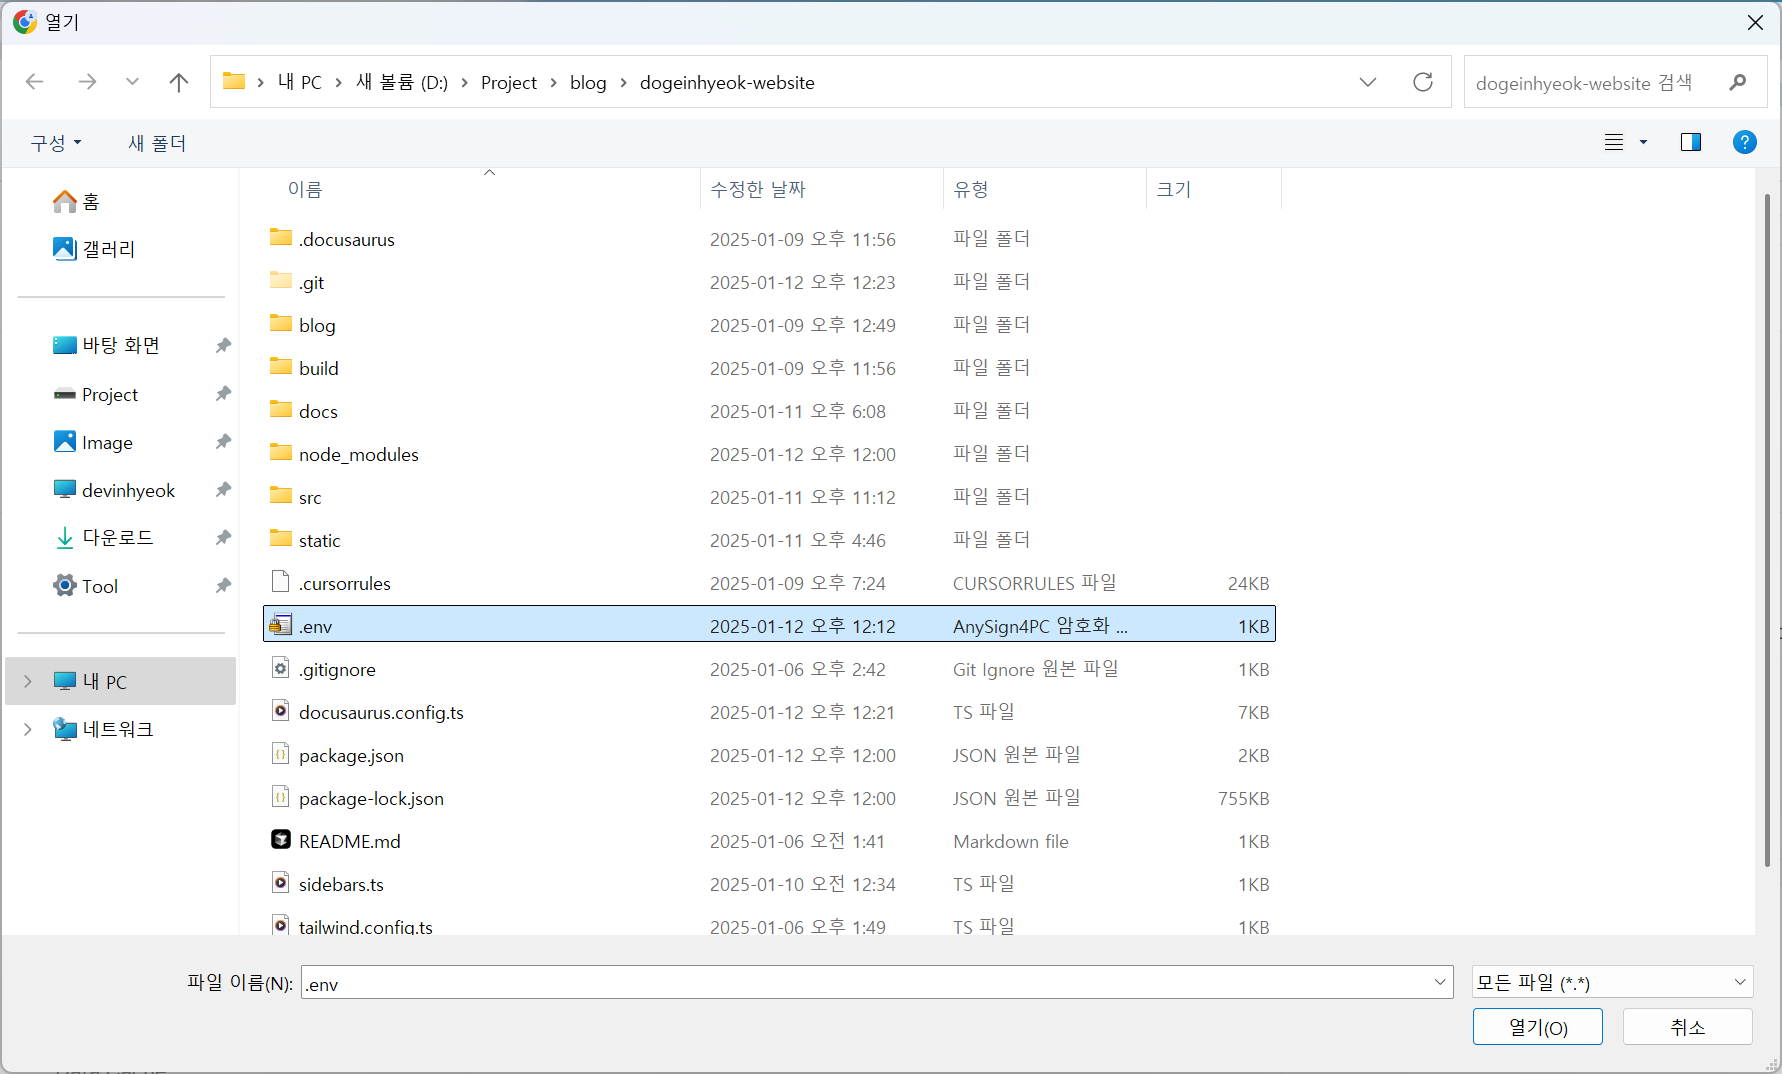 열기
내 PC > 새 볼륨 (D:) > Project > blog > dogeinhyeok-website
dogeinhyeok-website 검색
구성 새 폴더
이름 수정한 날짜 유형 크기
홈
갤러리
바탕 화면
Project
Image
devinhyeok
다운로드
Tool
내 PC
네트워크
.docusaurus 2025-01-09 오후 11:56 파일 폴더
.git 2025-01-12 오후 12:23 파일 폴더
blog 2025-01-09 오후 12:49 파일 폴더
build 2025-01-09 오후 11:56 파일 폴더
docs 2025-01-11 오후 6:08 파일 폴더
node_modules 2025-01-12 오후 12:00 파일 폴더
src 2025-01-11 오후 11:12 파일 폴더
static 2025-01-11 오후 4:46 파일 폴더
.cursorrules 2025-01-09 오후 7:24 CURSORRULES 파일 24KB
.env 2025-01-12 오후 12:12 AnySign4PC 암호화 ... 1KB
.gitignore 2025-01-06 오후 2:42 Git Ignore 원본 파일 1KB
docusaurus.config.ts 2025-01-12 오후 12:21 TS 파일 7KB
package.json 2025-01-12 오후 12:00 JSON 원본 파일 2KB
package-lock.json 2025-01-12 오후 12:00 JSON 원본 파일 755KB
README.md 2025-01-06 오전 1:41 Markdown file 1KB
sidebars.ts 2025-01-10 오전 12:34 TS 파일 1KB
tailwind.config.ts 2025-01-06 오후 1:49 TS 파일 1KB
파일 이름(N): .env 모든 파일 (*.*)
열기(O) 취소